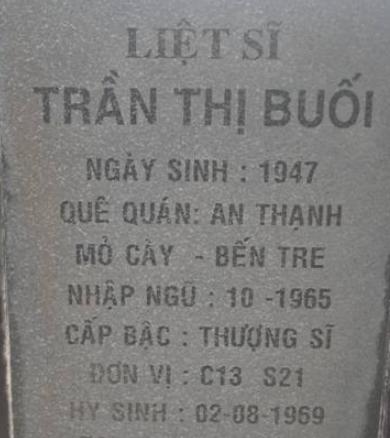 LIỆT SĨ
TRẦN THỊ BUỐI
NGÀY SINH : 1947
QUÊ QUÁN: AN THẠNH
MỎ CÀY - BẾN TRE
NHẬP NGŨ : 10 -1965
CẤP BẬC : THƯỢNG SĨ
ĐƠN VỊ : C13 S21
HY SINH : 02-08-1969